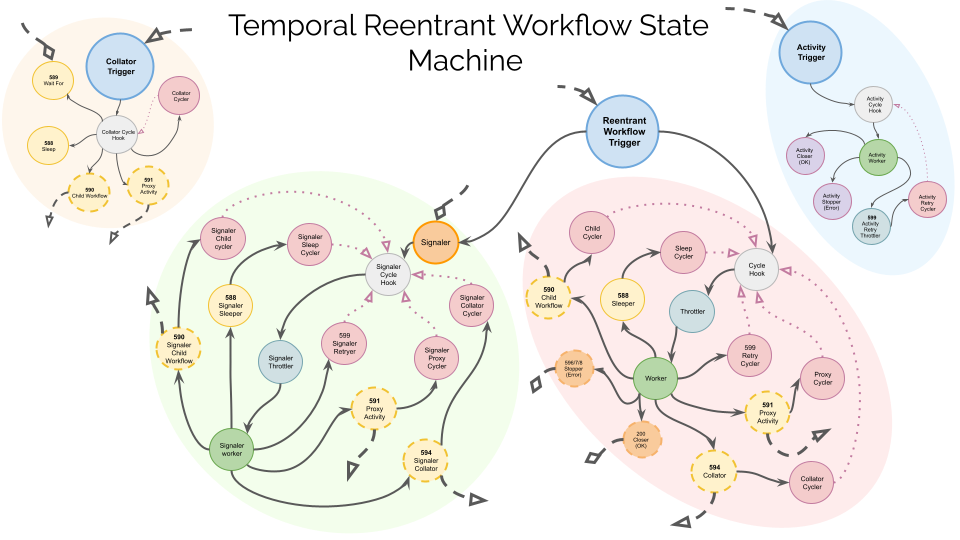 Temporal Reentrant Workflow State
Machine
Collator
Trigger
589
Wait For
Collator
Cycler
Collator Cycle
Hook
588
Sleep
590
Child Workflow
591
Proxy
Activity
Activity
Trigger
Activity
Cycle
Hook
Activity
Closer
(OK)
Activity
Worker
Activity
Stopper
(Error)
599
Activity
Retry
Throttler
Activity
Retry
Cycler
Reentrant
Workflow
Trigger
Signaler
Signaler
Child
cycler
Signaler
Sleep
Cycler
Signaler
Cycle
Hook
588
Signaler
Sleeper
Signaler
Collator
Cycler
590
Signaler
Child
Workflow
Signaler
Throttler
599
Signaler
Retryer
Signaler
Proxy
Cycler
591
Proxy
Activity
Signaler
worker
594
Signaler
Collator
Child
Cycler
Sleep
Cycler
Cycle
Hook
590
Child
Workflow
588
Sleeper
Throttler
596/7/8
Stopper
(Error)
Worker
599
Retry
Cycler
Proxy
Cycler
591
Proxy
Activity
200
Closer
(OK)
594
Collator
Collator
Cycler